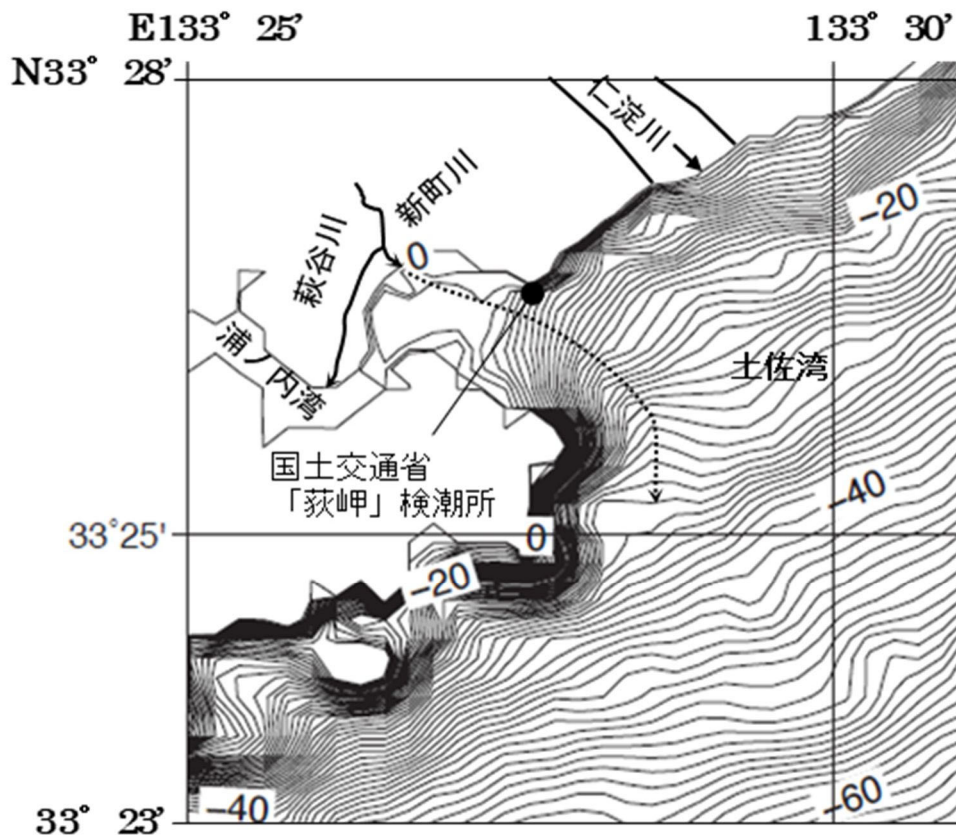 E133° 25’
133° 30’
N33° 28’
仁淀川
-20
新町川
萩谷川
0
浦ノ内湾
土佐湾
国土交通省
「荻岬」検潮所
-40
33°25'
0
-20
-40
-60
33° 23’